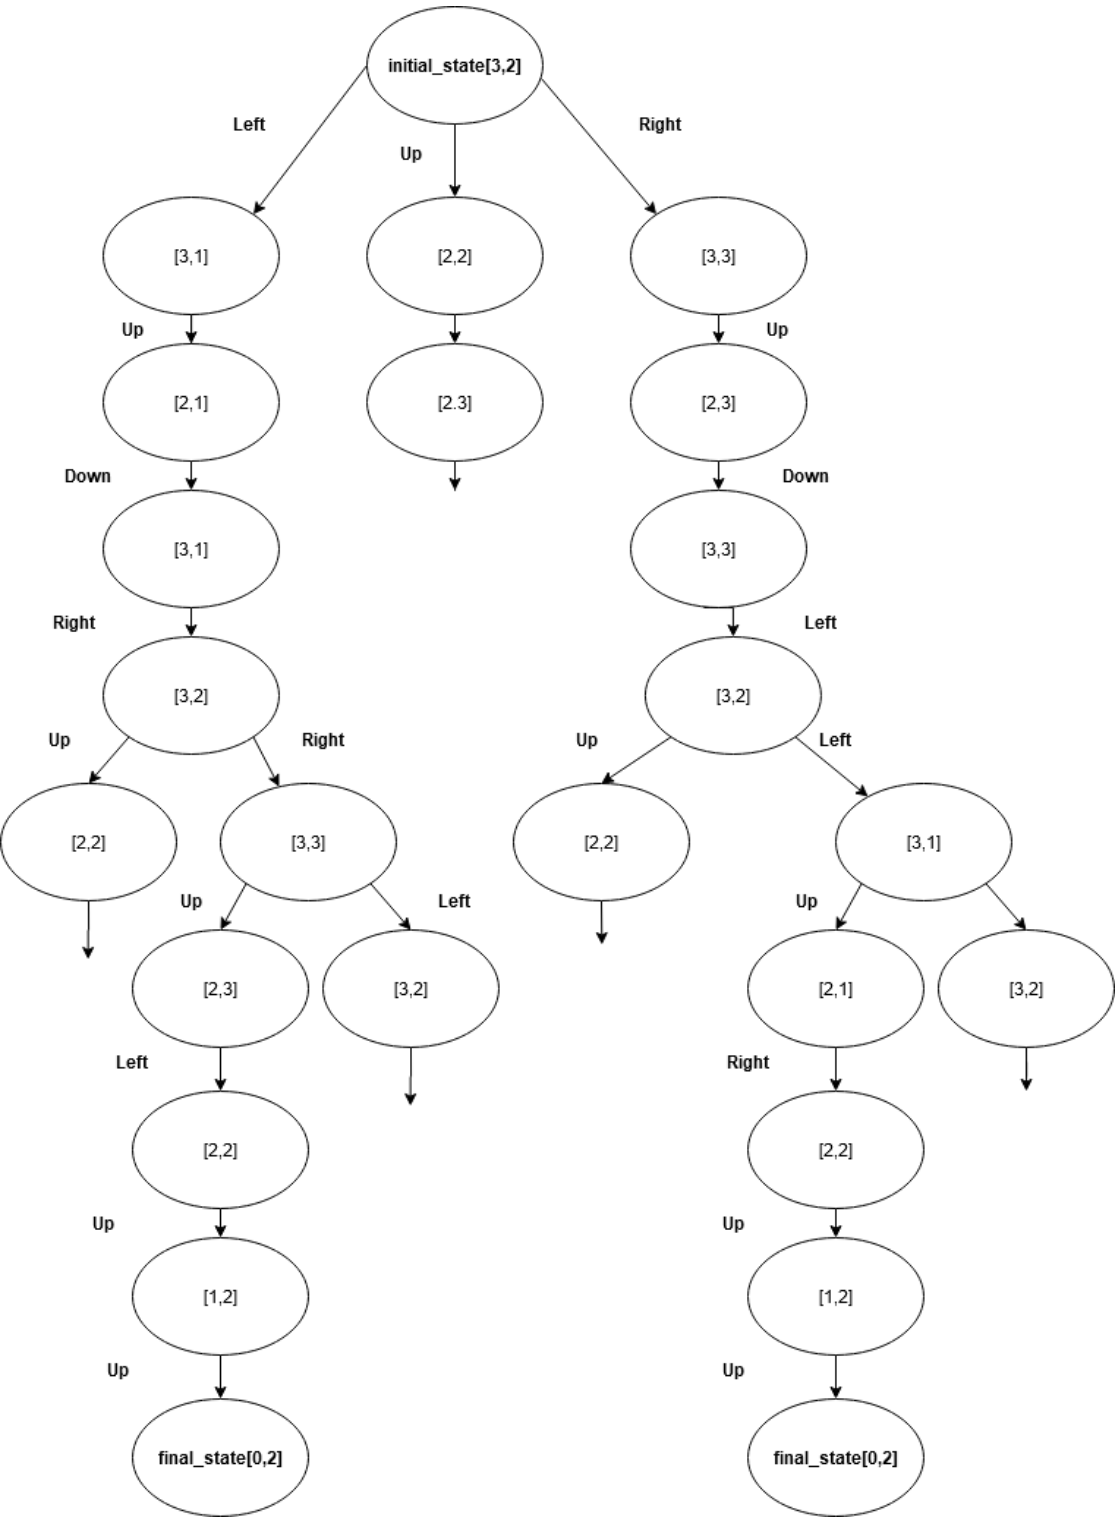 initial_state[3,2]
Left
Up
Right
[3,1]
[2,2]
[3,3]
Up
Up
[2,1]
[2.3]
[2,3]
Down
Down
[3,1]
[3,3]
Right
Left
[3,2]
[3,2]
Up
Right
Up
Left
[2,2]
[3,3]
[2,2]
[3,1]
Up
Left
Up
[2,3]
[3,2]
[2,1]
[3,2]
Left
Right
[2,2]
[2,2]
Up
Up
[1,2]
[1,2]
Up
Up
final_state[0,2]
final_state[0,2]